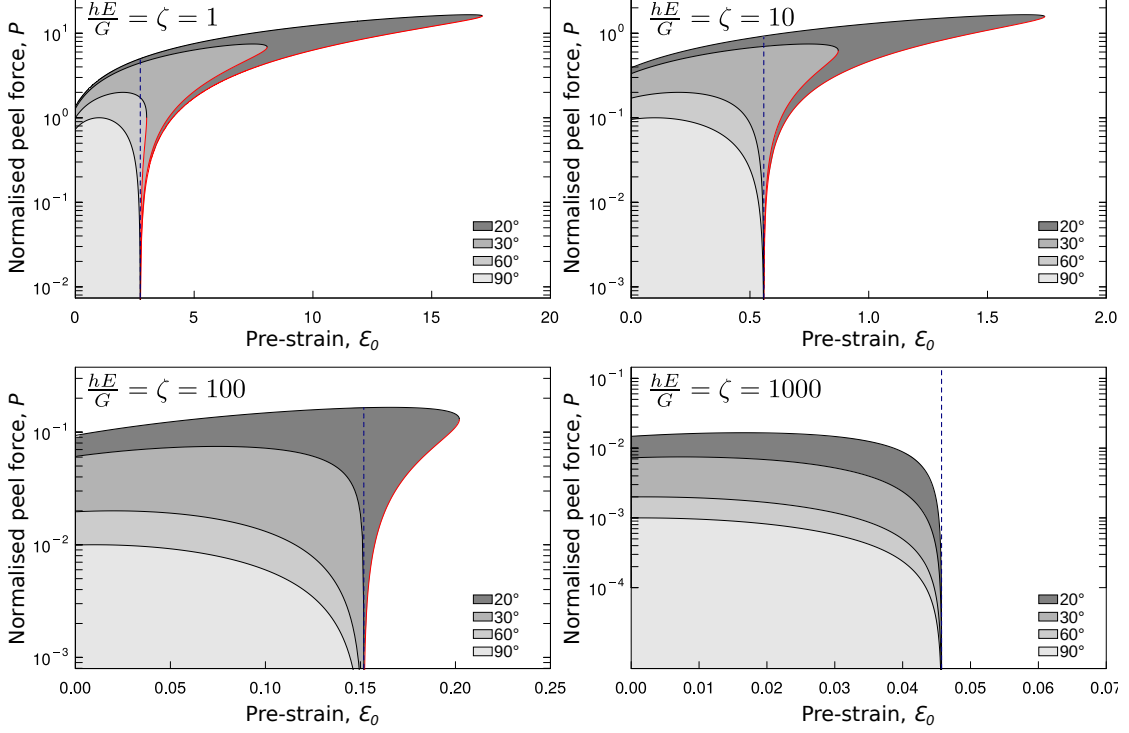 hE/G = ζ = 1
Normalised peel force, P
10^1
10^0
10^-1
10^-2
20°
30°
60°
90°
0 5 10 15 20
Pre-strain, Ɛ0
hE/G = ζ = 10
Normalised peel force, P
10^0
10^-1
10^-2
10^-3
20°
30°
60°
90°
0.0 0.5 1.0 1.5 2.0
Pre-strain, Ɛ0
hE/G = ζ = 100
Normalised peel force, P
10^-1
10^-2
10^-3
20°
30°
60°
90°
0.00 0.05 0.10 0.15 0.20 0.25
Pre-strain, Ɛ0
hE/G = ζ = 1000
Normalised peel force, P
10^-1
10^-2
10^-3
10^-4
20°
30°
60°
90°
0.00 0.01 0.02 0.03 0.04 0.05 0.06 0.07
Pre-strain, Ɛ0